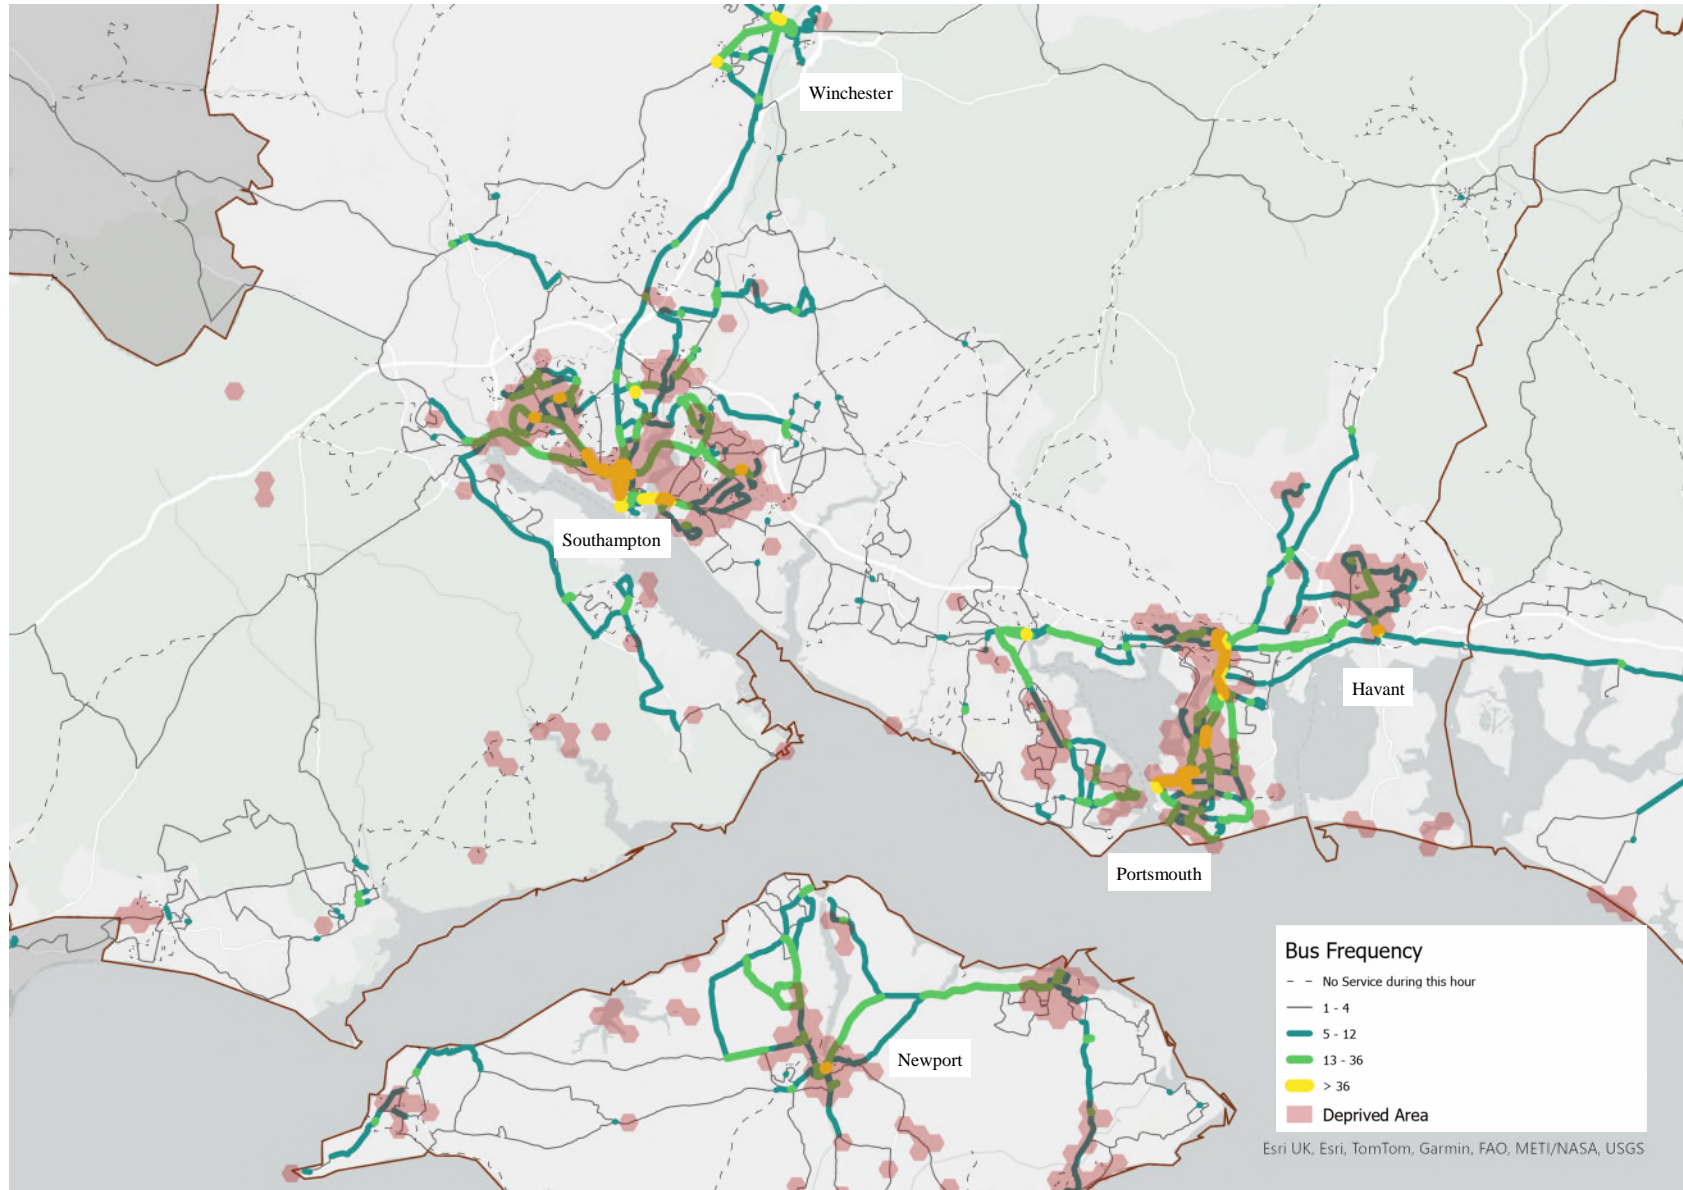 Winchester
Southampton
Havant
Portsmouth
Newport
Bus Frequency
No Service during this hour
1 - 4
5 - 12
13 - 36
> 36
Deprived Area
Esri UK, Esri, TomTom, Garmin, FAO, METI/NASA, USGS